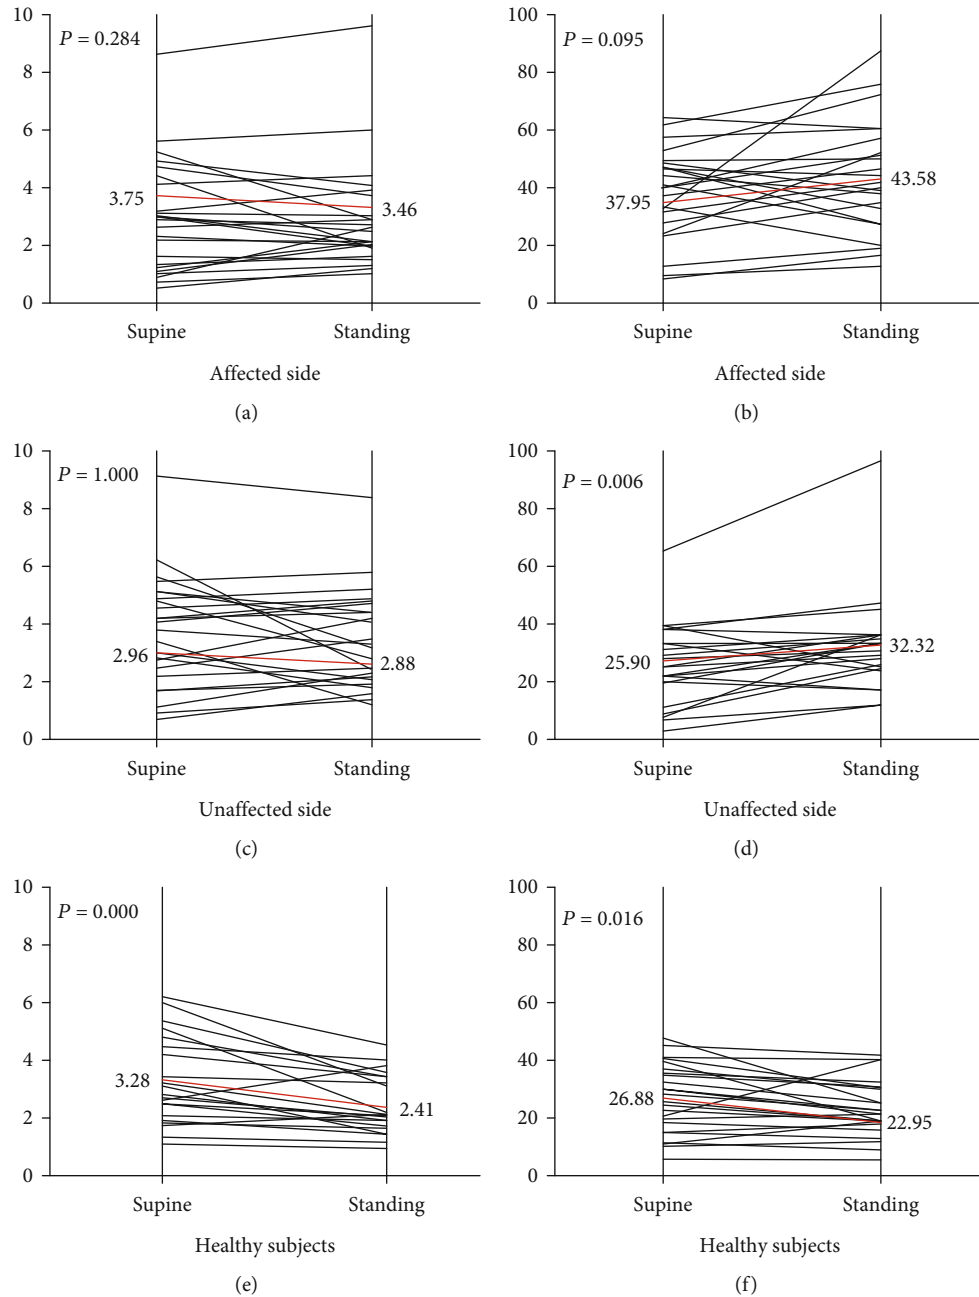 10
8
6
4
2
0
P = 0.284
3.75
3.46
Supine
Standing
Affected side
(a)
100
80
60
40
20
0
P = 0.095
37.95
43.58
Supine
Standing
Affected side
(b)
10
8
6
4
2
0
P = 1.000
2.96
2.88
Supine
Standing
Unaffected side
(c)
100
80
60
40
20
0
P = 0.006
25.90
32.32
Supine
Standing
Unaffected side
(d)
10
8
6
4
2
0
P = 0.000
3.28
2.41
Supine
Standing
Healthy subjects
(e)
100
80
60
40
20
0
P = 0.016
26.88
22.95
Supine
Standing
Healthy subjects
(f)